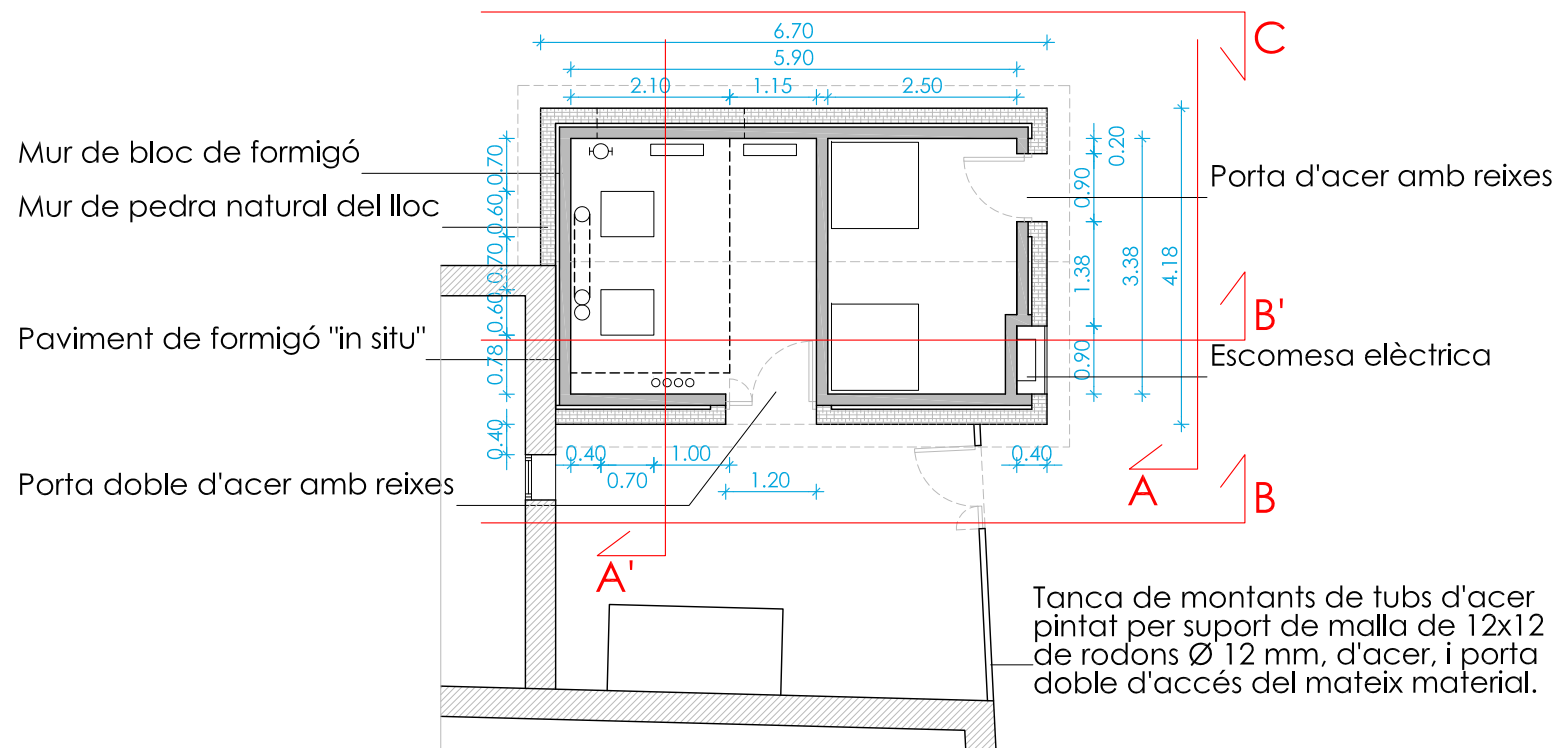 6.70
5.90
2.10 1.15 2.50
C
Mur de bloc de formigó
Mur de pedra natural del lloc
Paviment de formigó "in situ"
Porta doble d'acer amb reixes
0.70
0.60
0.70
0.60
0.78
0.40
0.20
0.90
1.38
0.90
3.38
4.18
Porta d'acer amb reixes
B'
Escomesa elèctrica
0.40 1.00 0.40
0.70 1.20
A
B
A'
Tanca de montants de tubs d'acer
pintat per suport de malla de 12x12
de rodons Ø 12 mm, d'acer, i porta
doble d'accés del mateix material.